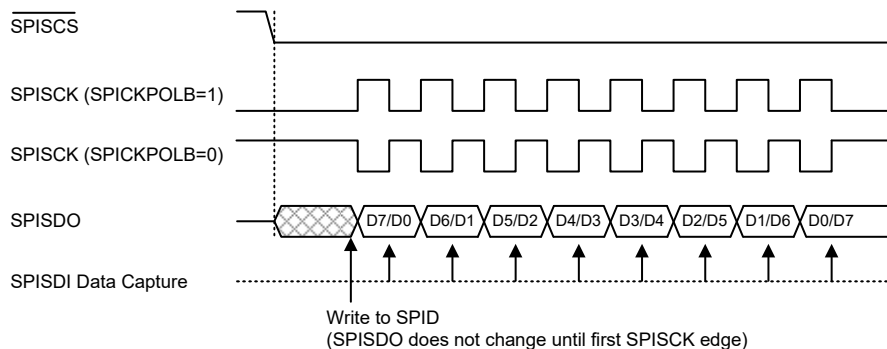 SPISCS
SPISCK (SPICKPOLB=1)
SPISCK (SPICKPOLB=0)
SPISDO
D7/D0 D6/D1 D5/D2 D4/D3 D3/D4 D2/D5 D1/D6 D0/D7
SPISDI Data Capture
Write to SPID
(SPISDO does not change until first SPISCK edge)